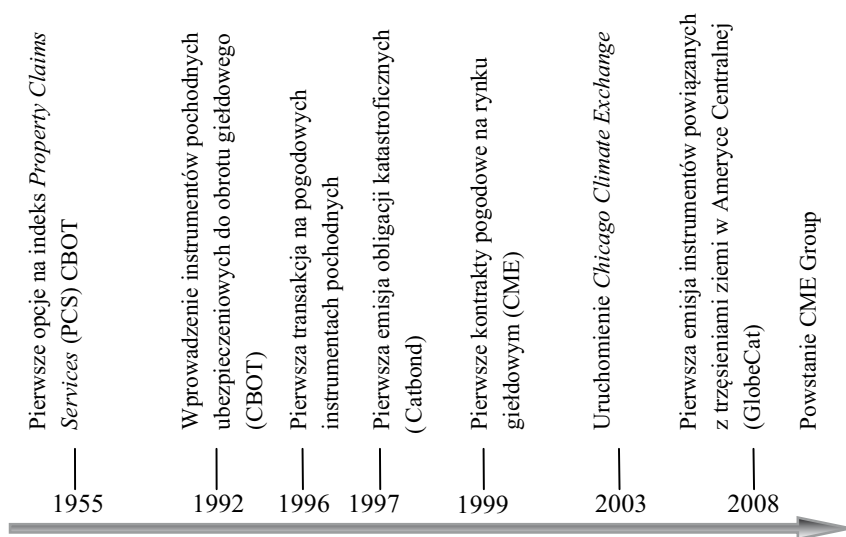 Pierwsze opcje na indeks Property Claims
Services (PCS) CBOT
Wprowadzenie instrumentów pochodnych
ubezpieczeniowych do obrotu giełdowego
(CBOT)
Pierwsza transakcja na pogodowych
instrumentach pochodnych
Pierwsza emisja obligacji katastroficznych
( Catbond)
Pierwsze kontrakty pogodowe na rynku
giełdowym (CME)
Uruchomienie Chicago Climate Exchange
Pierwsza emisja instrumentów powiązanych
z trzęsieniami ziemi w Ameryce Centralnej
(GlobeCat)
Powstanie CME Group
1955
1992
1996
1997
1999
2003
2008